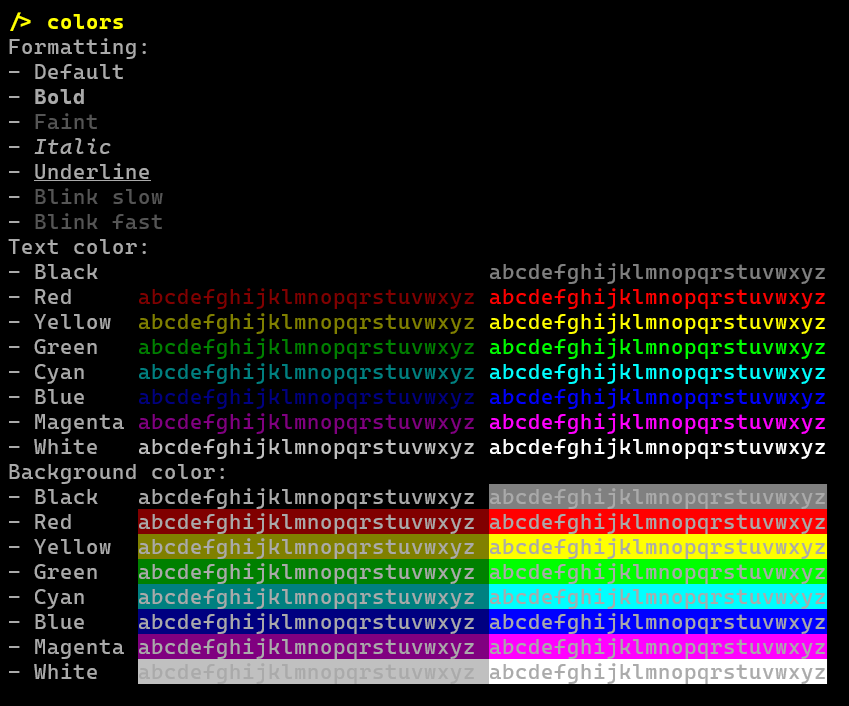 /> colors
Formatting:
- Default
- Bold
- Faint
- Italic
- Underline
- Blink slow
- Blink fast
Text color:
- Black abcdefghijklmnopqrstuvwxyz
- Red abcdefghijklmnopqrstuvwxyz abcdefghijklmnopqrstuvwxyz
- Yellow abcdefghijklmnopqrstuvwxyz abcdefghijklmnopqrstuvwxyz
- Green abcdefghijklmnopqrstuvwxyz abcdefghijklmnopqrstuvwxyz
- Cyan abcdefghijklmnopqrstuvwxyz abcdefghijklmnopqrstuvwxyz
- Blue abcdefghijklmnopqrstuvwxyz abcdefghijklmnopqrstuvwxyz
- Magenta abcdefghijklmnopqrstuvwxyz abcdefghijklmnopqrstuvwxyz
- White abcdefghijklmnopqrstuvwxyz abcdefghijklmnopqrstuvwxyz
Background color:
- Black abcdefghijklmnopqrstuvwxyz abcdefghijklmnopqrstuvwxyz
- Red abcdefghijklmnopqrstuvwxyz abcdefghijklmnopqrstuvwxyz
- Yellow abcdefghijklmnopqrstuvwxyz abcdefghijklmnopqrstuvwxyz
- Green abcdefghijklmnopqrstuvwxyz abcdefghijklmnopqrstuvwxyz
- Cyan abcdefghijklmnopqrstuvwxyz abcdefghijklmnopqrstuvwxyz
- Blue abcdefghijklmnopqrstuvwxyz abcdefghijklmnopqrstuvwxyz
- Magenta abcdefghijklmnopqrstuvwxyz abcdefghijklmnopqrstuvwxyz
- White abcdefghijklmnopqrstuvwxyz abcdefghijklmnopqrstuvwxyz